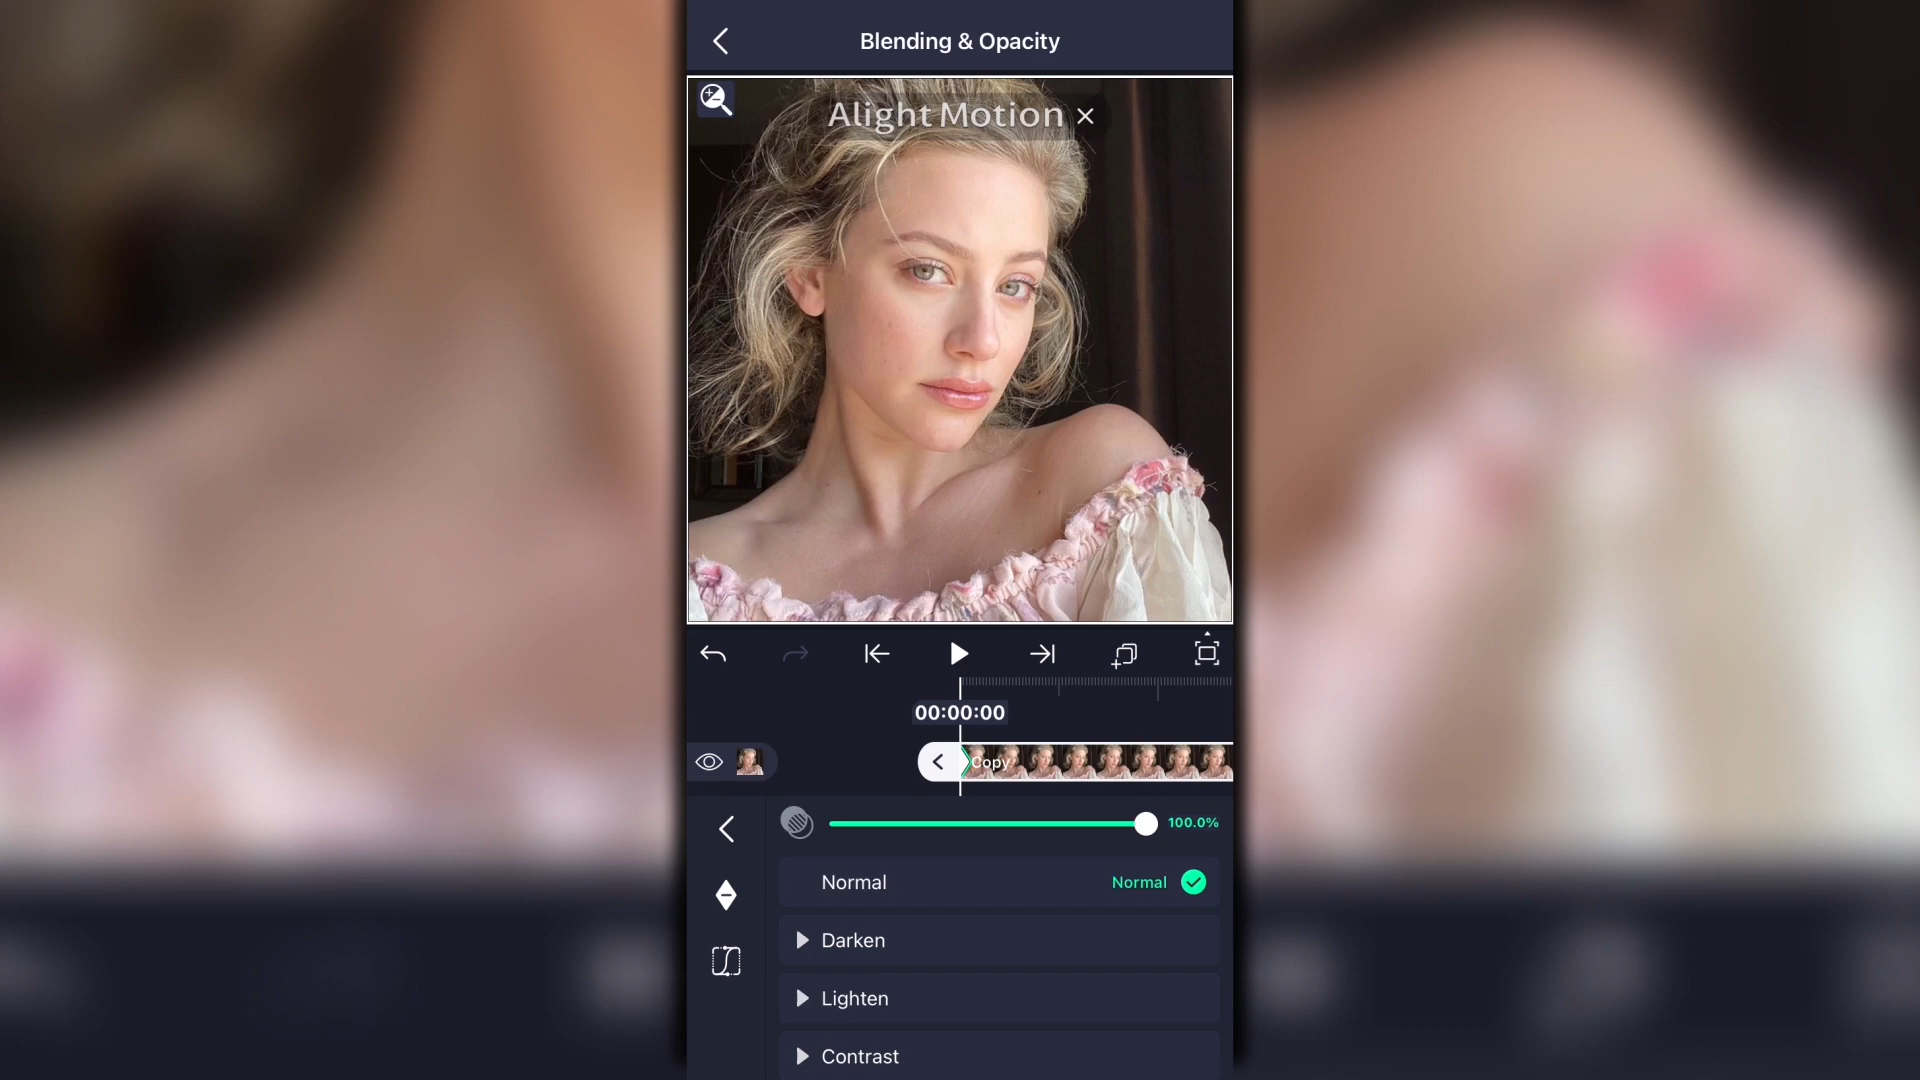 Blending & Opacity
Alight Motion
00:00:00
Copy
100.0%
Normal Normal
Darken
Lighten
Contrast